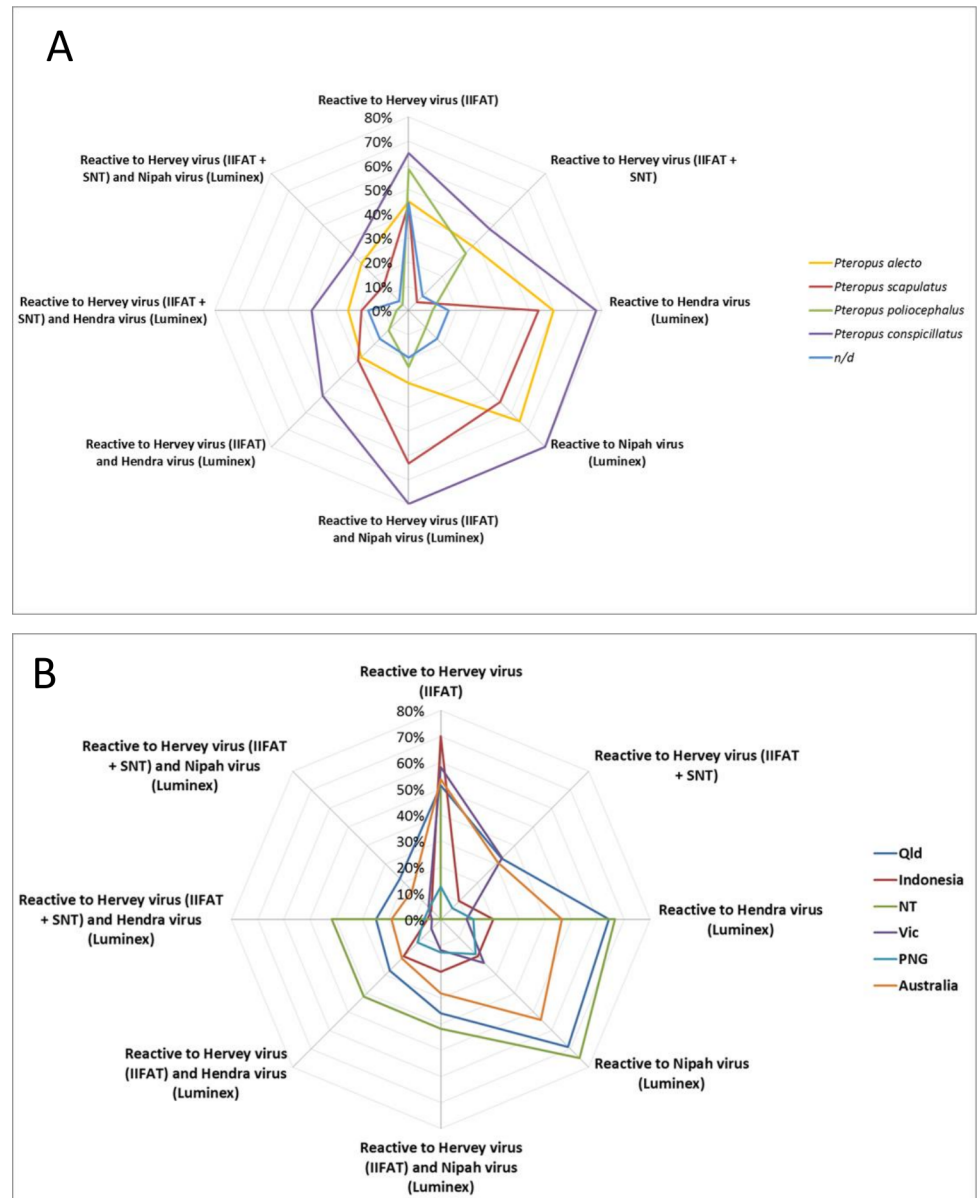 A
Reactive to Hervey virus (IIFAT)
80%
70%
60%
50%
40%
30%
20%
10%
0%
Reactive to Hervey virus (IIFAT +
SNT)
Reactive to Hendra virus
(Luminex)
Reactive to Nipah virus
(Luminex)
Reactive to Hervey virus (IIFAT)
and Nipah virus (Luminex)
Reactive to Hervey virus (IIFAT)
and Hendra virus (Luminex)
Reactive to Hervey virus (IIFAT +
SNT) and Hendra virus (Luminex)
Reactive to Hervey virus (IIFAT +
SNT) and Nipah virus (Luminex)
Pteropus alecto
Pteropus scapulatus
Pteropus poliocephalus
Pteropus conspicillatus
n/d
B
Reactive to Hervey virus
(IIFAT)
80%
70%
60%
50%
40%
30%
20%
10%
0%
Reactive to Hervey virus (IIFAT
+ SNT)
Reactive to Hendra virus
(Luminex)
Reactive to Nipah virus
(Luminex)
Reactive to Hervey virus
(IIFAT) and Nipah virus
(Luminex)
Reactive to Hervey virus
(IIFAT) and Hendra virus
(Luminex)
Reactive to Hervey virus (IIFAT
+ SNT) and Hendra virus
(Luminex)
Reactive to Hervey virus (IIFAT
+ SNT) and Nipah virus
(Luminex)
Qld
Indonesia
NT
Vic
PNG
Australia